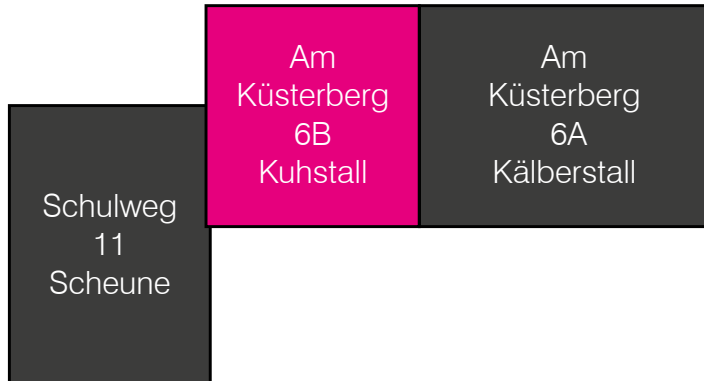 Am
Küsterberg
6B
Kuhstall
Am
Küsterberg
6A
Kälberstall
Schulweg
11
Scheune